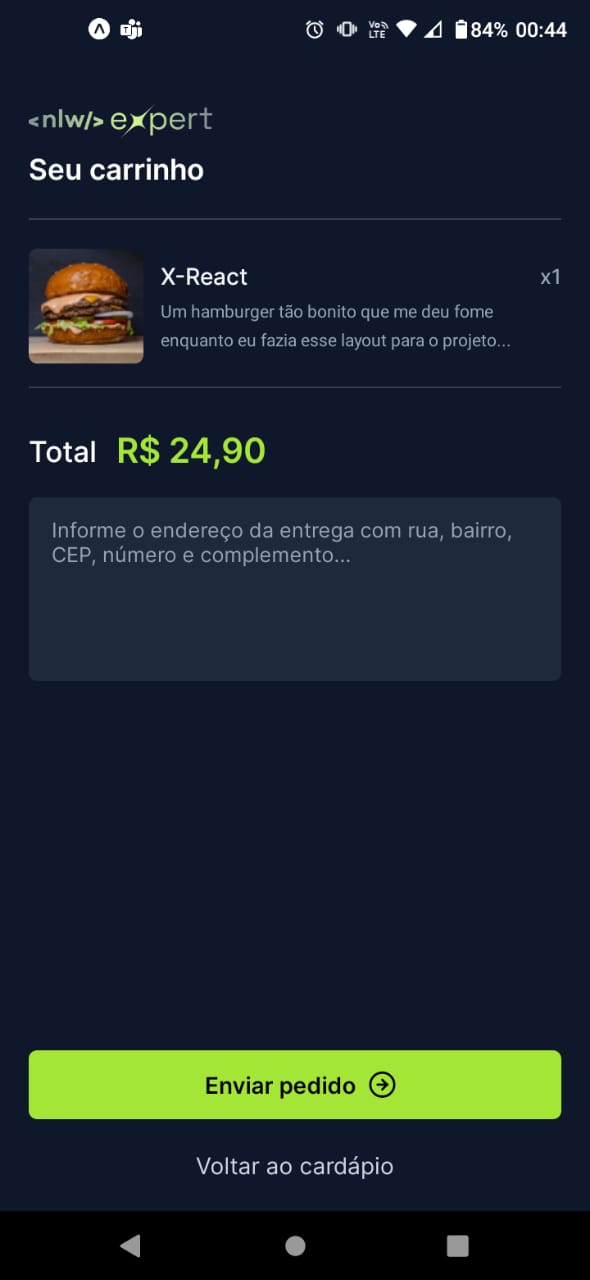 VoLTE 84% 00:44
<nlw/> expert
Seu carrinho
X-React x1
Um hamburger tão bonito que me deu fome
enquanto eu fazia esse layout para o projeto...
Total R$ 24,90
Informe o endereço da entrega com rua, bairro,
CEP, número e complemento...
Enviar pedido
Voltar ao cardápio